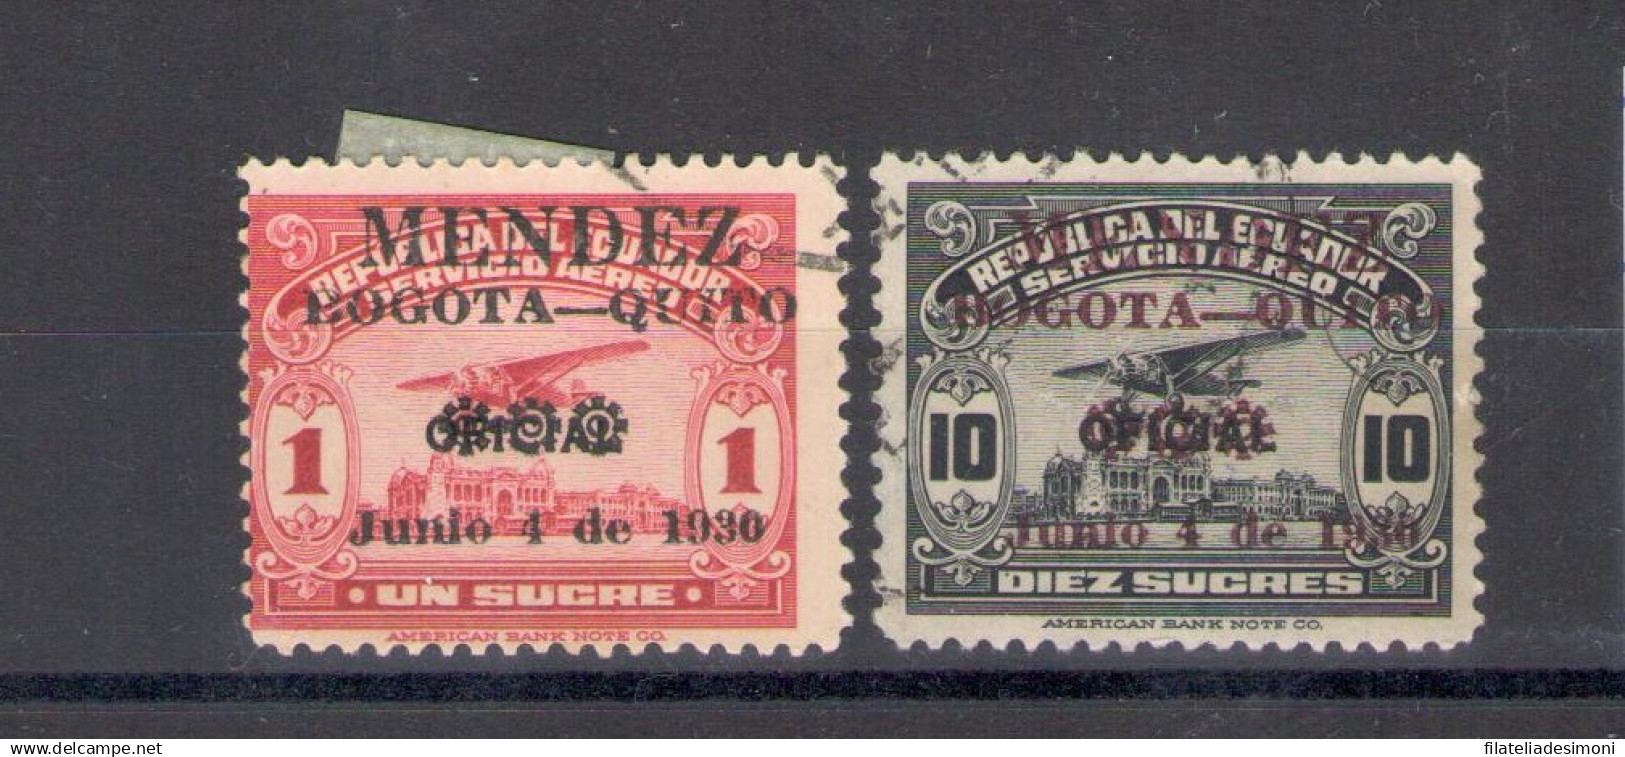 MENDEZ
REPUBLICA DEL ECUADOR
SERVICIO AEREO
BOGOTA—QUITO
OFICIAL
1 1
Junio 4 de 1930
UN SUCRE
AMERICAN BANK NOTE CO.
MENDEZ
REPUBLICA DEL ECUADOR
SERVICIO AEREO
BOGOTA—QUITO
OFICIAL
10 10
Junio 4 de 1930
DIEZ SUCRES
AMERICAN BANK NOTE CO.
www.delcampe.net
filateliadesimoni